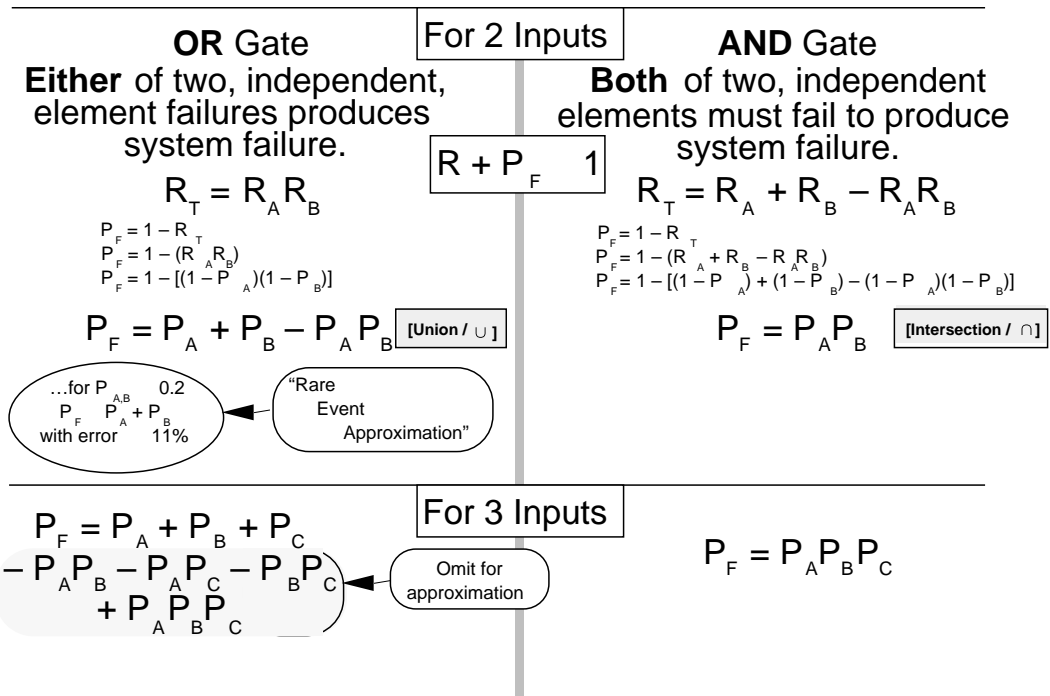 For 2 Inputs
OR Gate
Either of two, independent,
element failures produces
system failure.
R_T = R_A R_B
P_F = 1 – R_T
P_F = 1 – (R_A R_B)
P_F = 1 – [(1 – P_A)(1 – P_B)]
P_F = P_A + P_B – P_A P_B
[Union / ∪ ]
…for P_A,B 0.2
P_F P_A + P_B
with error 11%
“Rare
Event
Approximation”
R + P_F 1
AND Gate
Both of two, independent
elements must fail to produce
system failure.
R_T = R_A + R_B – R_A R_B
P_F = 1 – R_T
P_F = 1 – (R_A + R_B – R_A R_B)
P_F = 1 – [(1 – P_A) + (1 – P_B) – (1 – P_A)(1 – P_B)]
P_F = P_A P_B
[Intersection / ∩]
For 3 Inputs
P_F = P_A + P_B + P_C
– P_A P_B – P_A P_C – P_B P_C
+ P_A P_B P_C
Omit for
approximation
P_F = P_A P_B P_C